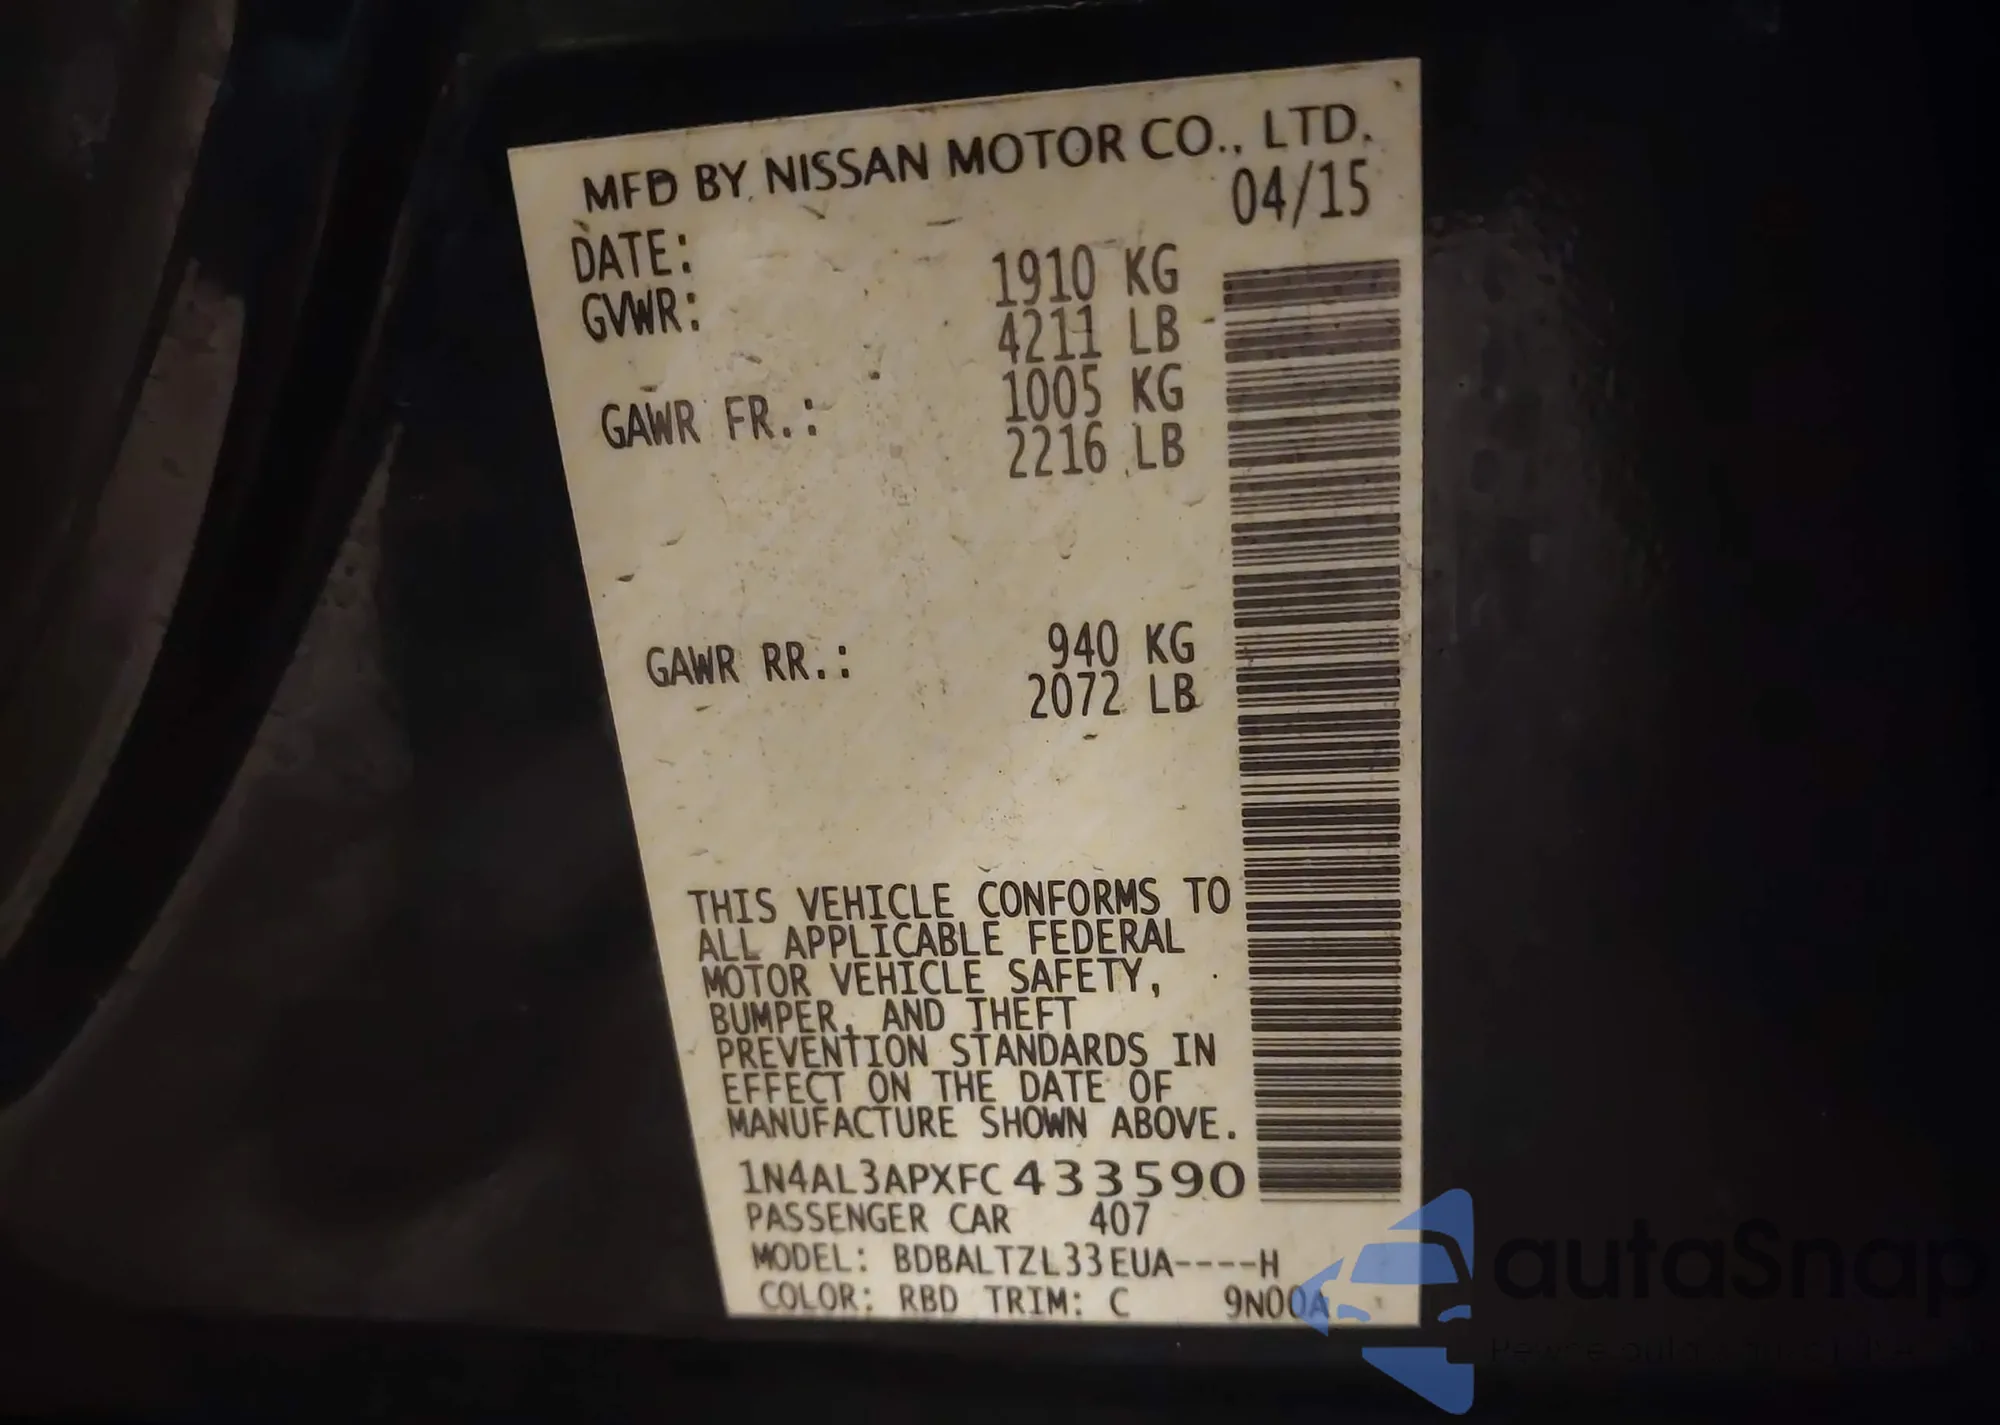 MFD BY NISSAN MOTOR CO., LTD.
DATE: 04/15
GVWR: 1910 KG
4211 LB
GAWR FR.: 1005 KG
2216 LB
GAWR RR.: 940 KG
2072 LB
THIS VEHICLE CONFORMS TO
ALL APPLICABLE FEDERAL
MOTOR VEHICLE SAFETY,
BUMPER, AND THEFT
PREVENTION STANDARDS IN
EFFECT ON THE DATE OF
MANUFACTURE SHOWN ABOVE.
1N4AL3APXFC433590
PASSENGER CAR 407
MODEL: BDBALTZL33EUA----H
COLOR: RBD TRIM: C 9N00A
autaSnap